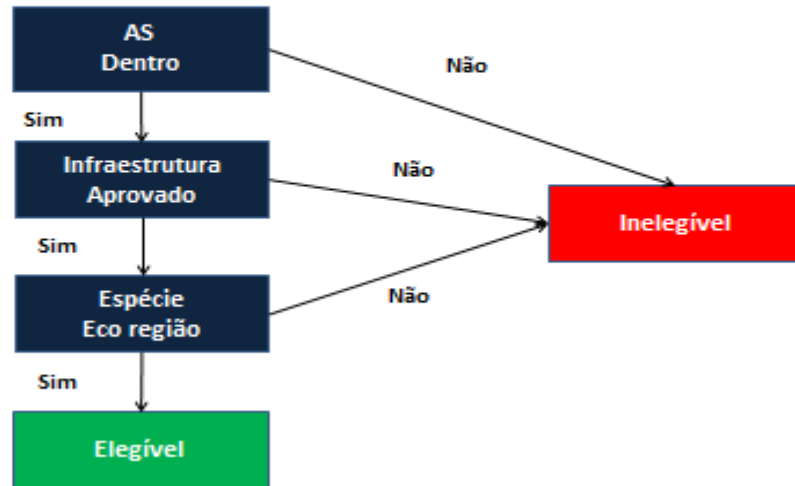 AS
Dentro
Não
Sim
Infraestrutura
Aprovado
Não
Inelegível
Sim
Espécie
Eco região
Não
Sim
Elegível